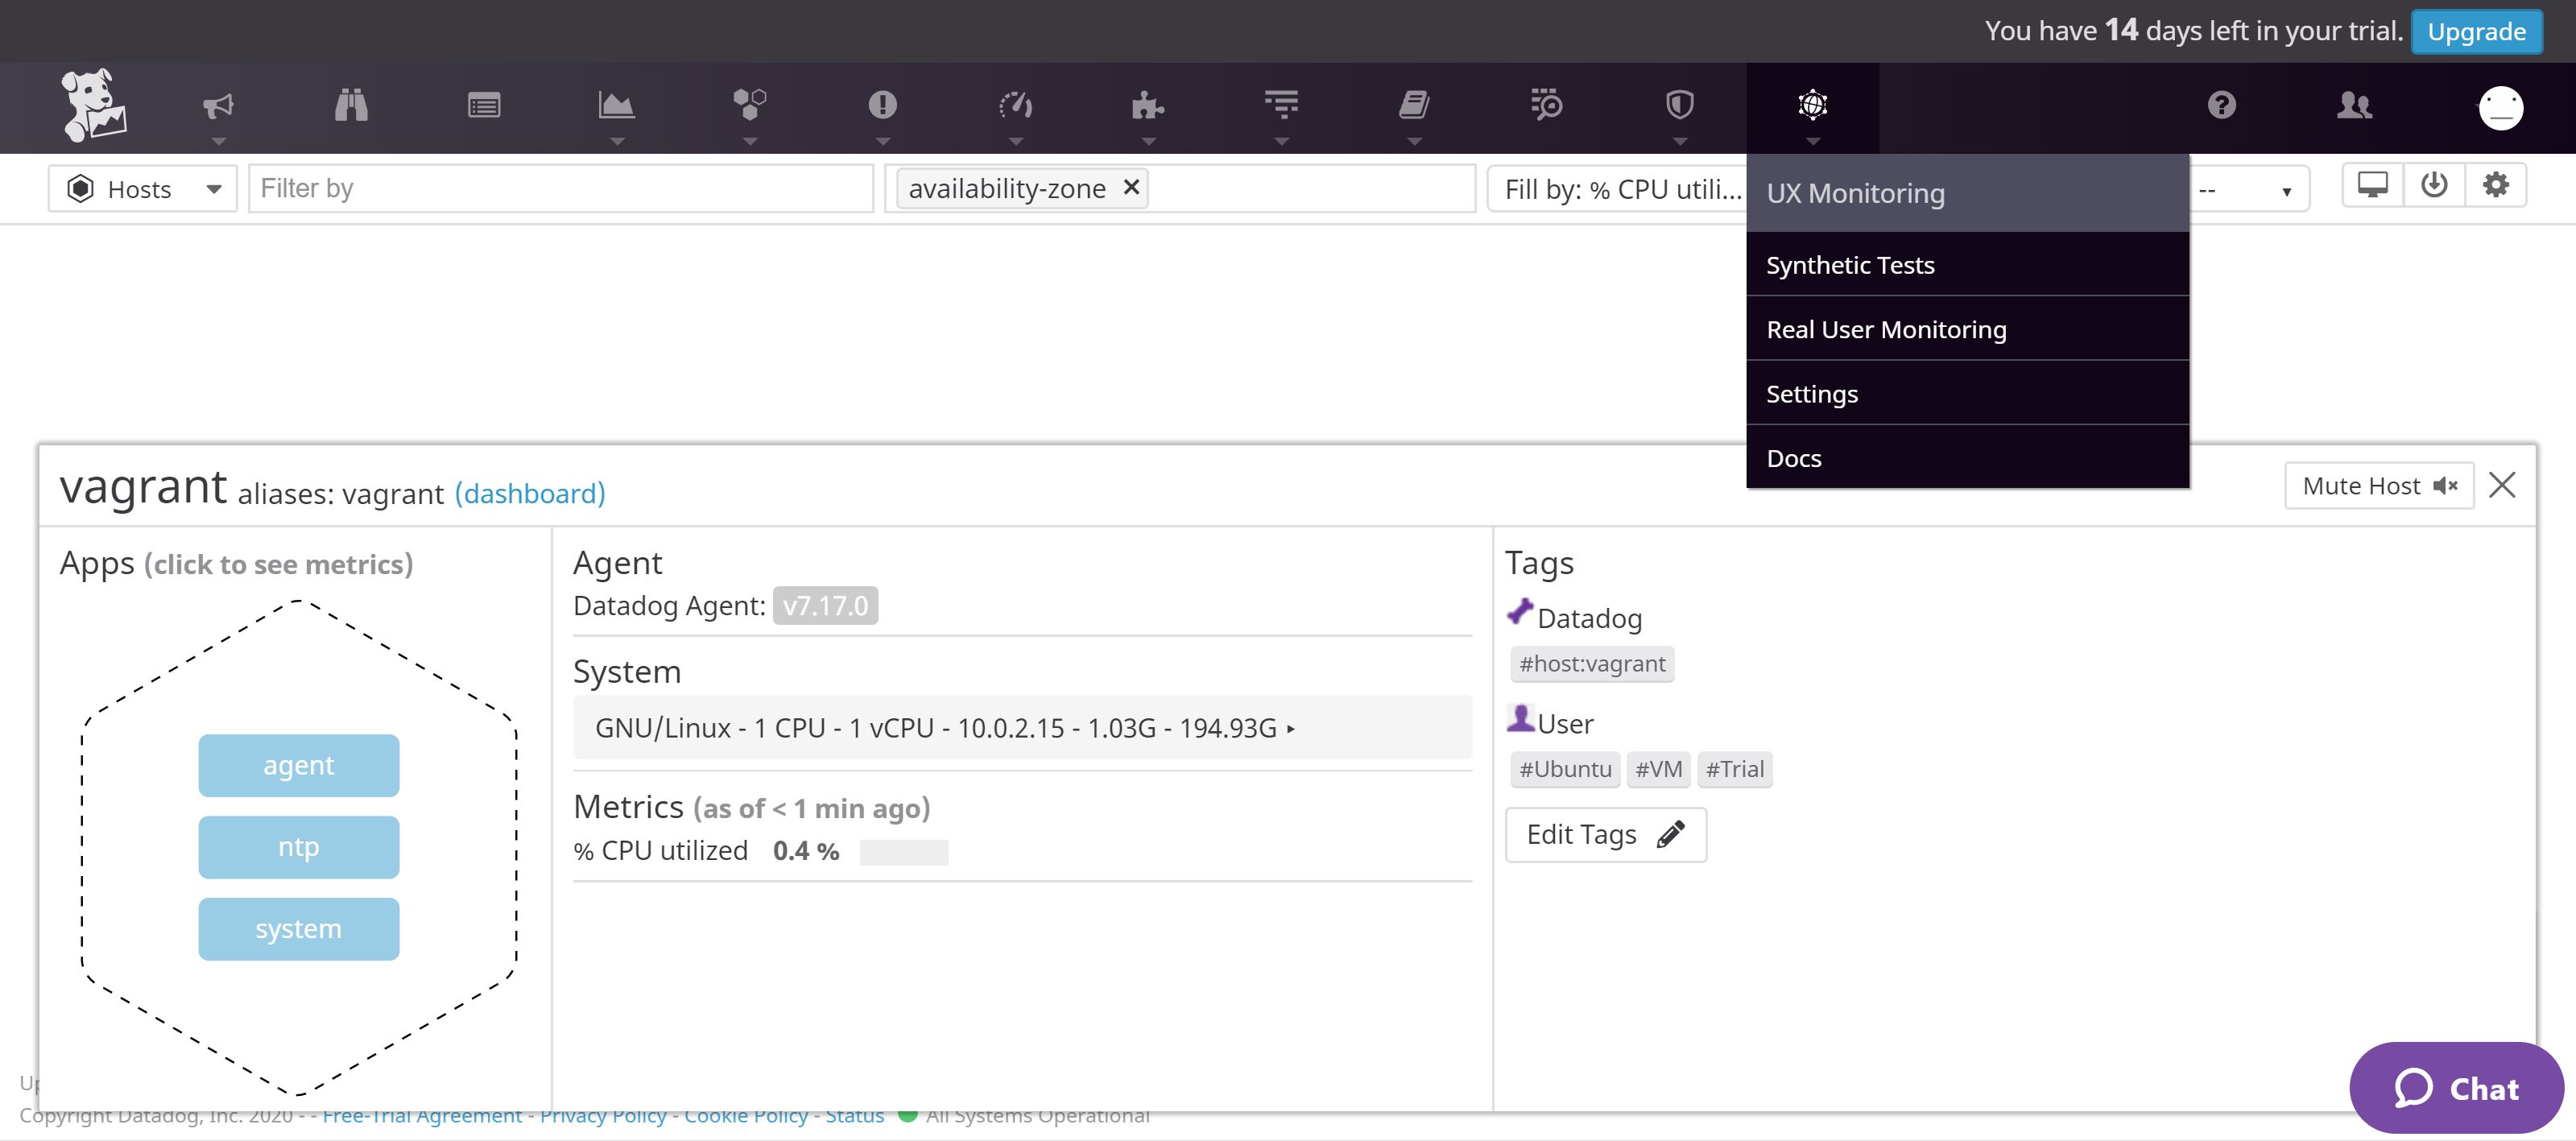 You have 14 days left in your trial. Upgrade
Hosts Filter by availability-zone ✕ Fill by: % CPU utili... -- 
UX Monitoring
Synthetic Tests
Real User Monitoring
Settings
Docs
vagrant aliases: vagrant (dashboard) Mute Host
Apps (click to see metrics)
agent
ntp
system
Agent
Datadog Agent: v7.17.0
System
GNU/Linux - 1 CPU - 1 vCPU - 10.0.2.15 - 1.03G - 194.93G ▸
Metrics (as of < 1 min ago)
% CPU utilized 0.4 %
Tags
Datadog
#host:vagrant
User
#Ubuntu #VM #Trial
Edit Tags
Chat
Copyright Datadog, Inc. 2020 - - Free-Trial Agreement - Privacy Policy - Cookie Policy - Status All Systems Operational